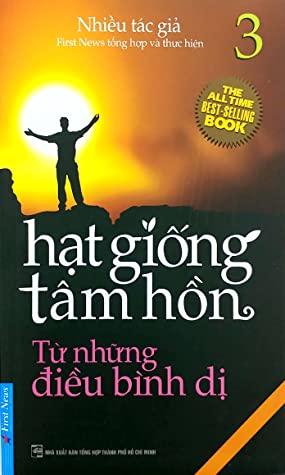 Nhiều tác giả
First News tổng hợp và thực hiện
3
THE
ALL TIME
BEST-SELLING
BOOK
hạt giống
tâm hồn
Từ những
điều bình dị
First News
NHÀ XUẤT BẢN TỔNG HỢP THÀNH PHỐ HỒ CHÍ MINH